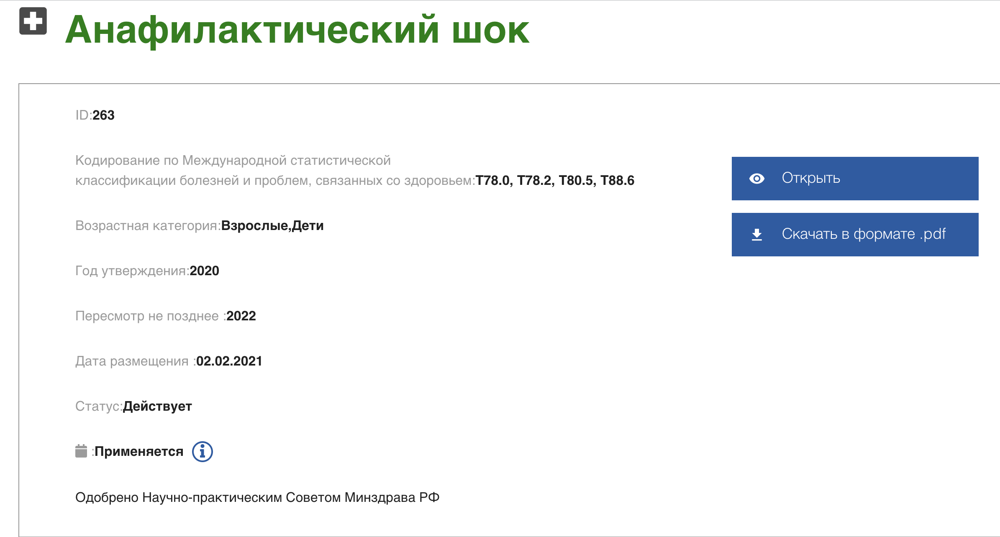 Анафилактический шок
ID:263
Кодирование по Международной статистической
классификации болезней и проблем, связанных со здоровьем:T78.0, T78.2, T80.5, T88.6
Открыть
Возрастная категория:Взрослые,Дети
Скачать в формате .pdf
Год утверждения:2020
Пересмотр не позднее :2022
Дата размещения :02.02.2021
Статус:Действует
:Применяется
Одобрено Научно-практическим Советом Минздрава РФ